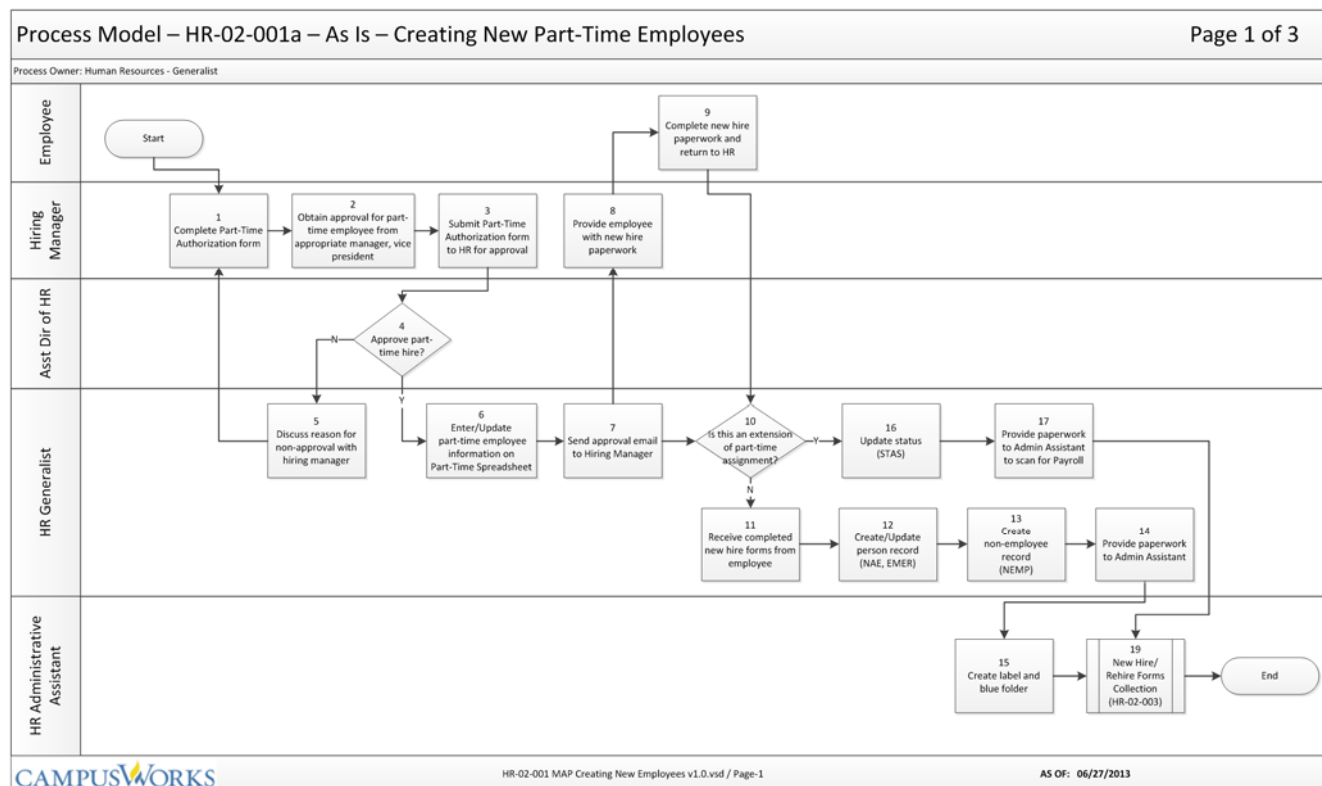 Process Model – HR-02-001a – As Is – Creating New Part-Time Employees
Page 1 of 3
Process Owner: Human Resources - Generalist
Employee
Start
9
Complete new hire
paperwork and
return to HR
Hiring
Manager
1
Complete Part-Time
Authorization form
2
Obtain approval for part-
time employee from
appropriate manager, vice
president
3
Submit Part-Time
Authorization form
to HR for approval
8
Provide employee
with new hire
paperwork
Asst Dir of HR
4
Approve part-
time hire?
N
Y
HR Generalist
5
Discuss reason for
non-approval with
hiring manager
6
Enter/Update
part-time employee
information on
Part-Time Spreadsheet
7
Send approval email
to Hiring Manager
10
Is this an extension
of part-time
assignment?
Y
N
16
Update status
(STAS)
17
Provide paperwork
to Admin Assistant
to scan for Payroll
11
Receive completed
new hire forms from
employee
12
Create/Update
person record
(NAE, EMER)
13
Create
non-employee
record
(NEMP)
14
Provide paperwork
to Admin Assistant
HR Administrative
Assistant
15
Create label and
blue folder
19
New Hire/
Rehire Forms
Collection
(HR-02-003)
End
CAMPUSWORKS
HR-02-001 MAP Creating New Employees v1.0.vsd / Page-1
AS OF: 06/27/2013